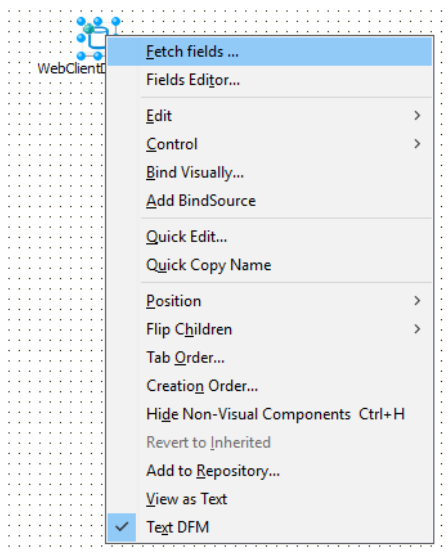 Fetch fields ...
WebClientD
Fields Editor...
Edit
Control
Bind Visually...
Add BindSource
Quick Edit...
Quick Copy Name
Position
Flip Children
Tab Order...
Creation Order...
Hide Non-Visual Components Ctrl+H
Revert to Inherited
Add to Repository...
View as Text
Text DFM